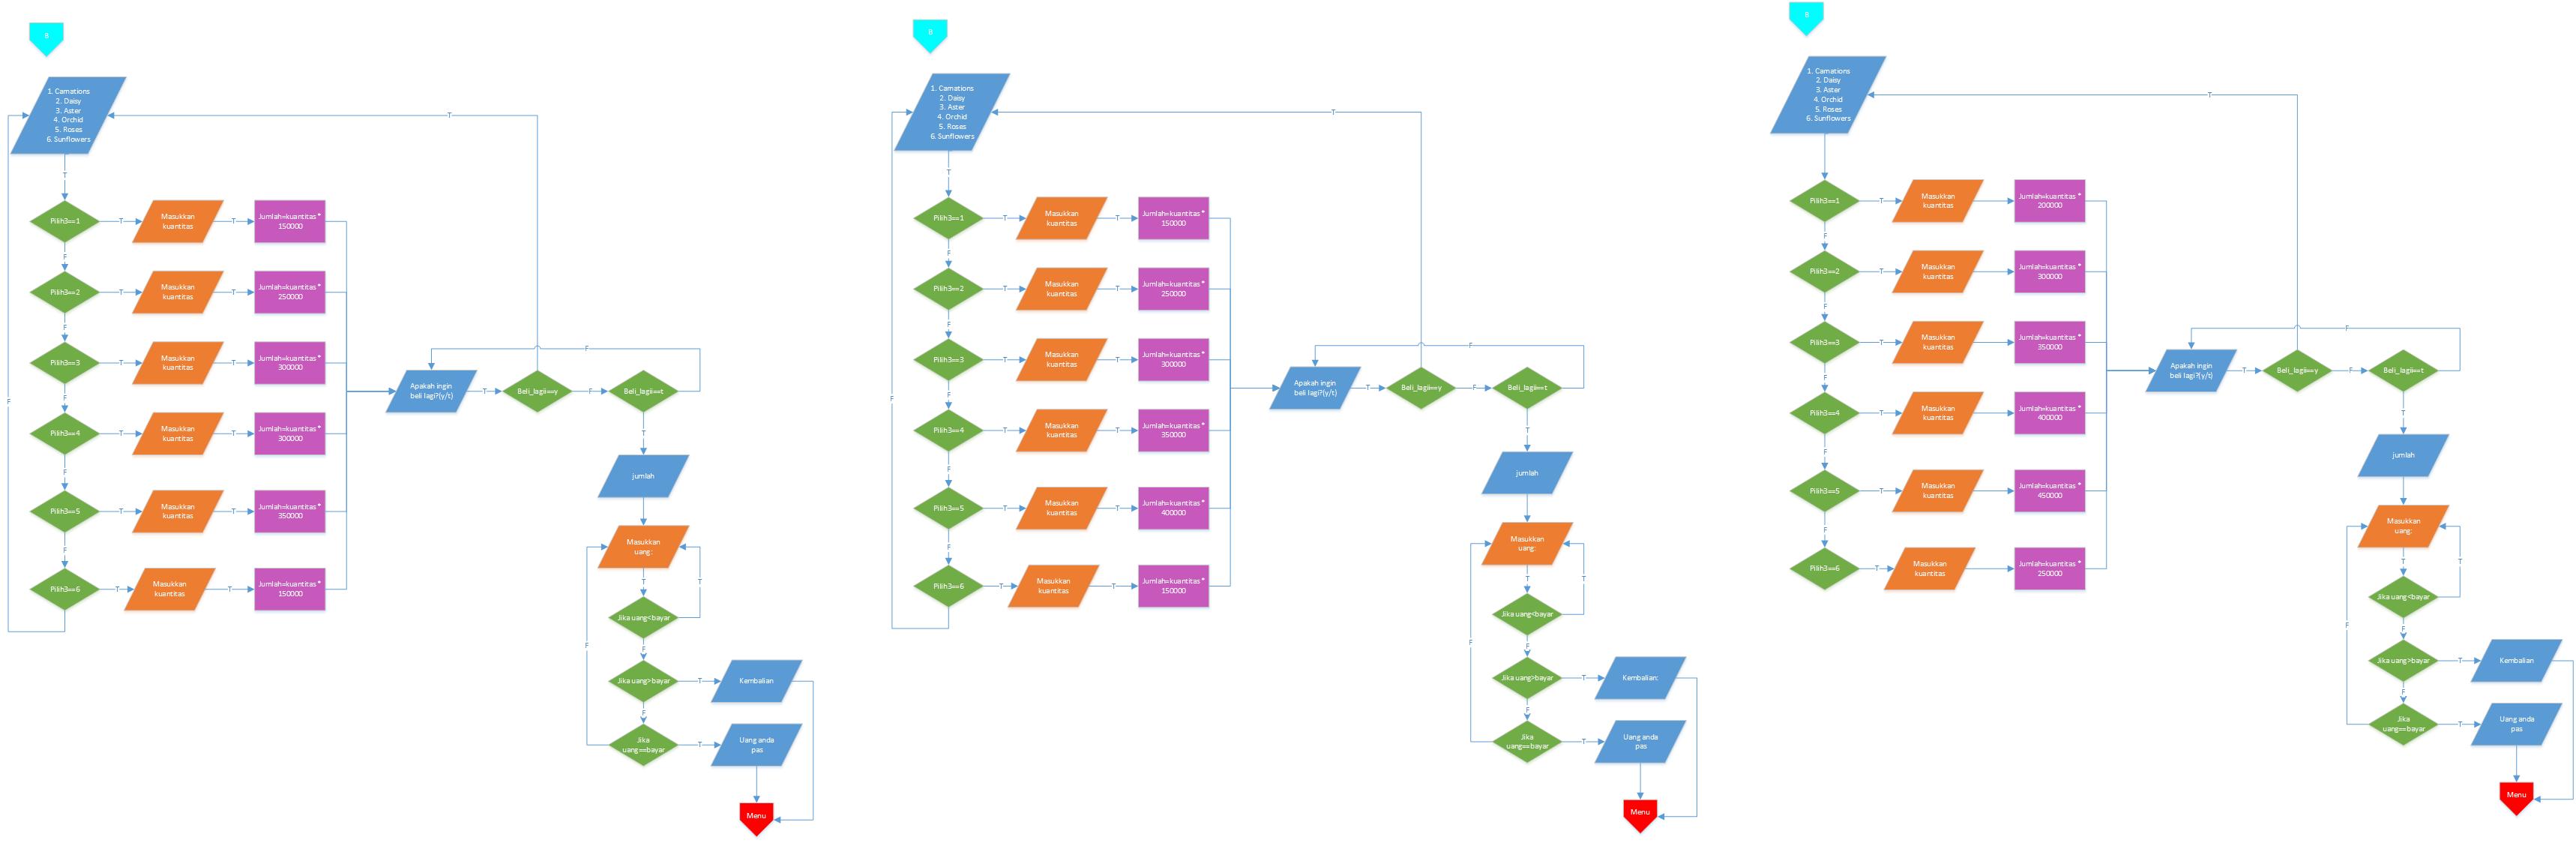 B
1. Carnations
2. Daisy
3. Aster
4. Orchid
5. Roses
6. Sunflowers
T
T
Pilih3==1
T
Masukkan
kuantitas
T
Jumlah=kuantitas *
150000
F
Pilih3==2
T
Masukkan
kuantitas
T
Jumlah=kuantitas *
250000
F
Pilih3==3
T
Masukkan
kuantitas
T
Jumlah=kuantitas *
300000
F
F
F
Pilih3==4
T
Masukkan
kuantitas
T
Jumlah=kuantitas *
300000
F
Pilih3==5
T
Masukkan
kuantitas
T
Jumlah=kuantitas *
350000
F
Pilih3==6
T
Masukkan
kuantitas
T
Jumlah=kuantitas *
150000
Apakah ingin
beli lagi?(y/t)
T
Beli_lagii==y
F
Beli_lagii==t
T
jumlah
Masukkan
uang:
T
T
Jika uang<bayar
F
F
Jika uang>bayar
T
Kembalian
F
Jika
uang==bayar
T
Uang anda
pas
Menu
B
1. Carnations
2. Daisy
3. Aster
4. Orchid
5. Roses
6. Sunflowers
T
T
Pilih3==1
T
Masukkan
kuantitas
T
Jumlah=kuantitas *
150000
F
Pilih3==2
T
Masukkan
kuantitas
T
Jumlah=kuantitas *
250000
F
Pilih3==3
T
Masukkan
kuantitas
T
Jumlah=kuantitas *
300000
F
F
F
Pilih3==4
T
Masukkan
kuantitas
T
Jumlah=kuantitas *
350000
F
Pilih3==5
T
Masukkan
kuantitas
T
Jumlah=kuantitas *
400000
F
Pilih3==6
T
Masukkan
kuantitas
T
Jumlah=kuantitas *
150000
Apakah ingin
beli lagi?(y/t)
T
Beli_lagii==y
F
Beli_lagii==t
T
jumlah
Masukkan
uang:
T
T
Jika uang<bayar
F
F
Jika uang>bayar
T
Kembalian:
F
Jika
uang==bayar
T
Uang anda
pas
Menu
B
1. Carnations
2. Daisy
3. Aster
4. Orchid
5. Roses
6. Sunflowers
T
Pilih3==1
T
Masukkan
kuantitas
Jumlah=kuantitas *
200000
F
Pilih3==2
T
Masukkan
kuantitas
Jumlah=kuantitas *
300000
F
Pilih3==3
T
Masukkan
kuantitas
Jumlah=kuantitas *
350000
F
F
Pilih3==4
T
Masukkan
kuantitas
Jumlah=kuantitas *
400000
F
Pilih3==5
T
Masukkan
kuantitas
Jumlah=kuantitas *
450000
F
Pilih3==6
T
Masukkan
kuantitas
Jumlah=kuantitas *
250000
Apakah ingin
beli lagi?(y/t)
T
Beli_lagii==y
F
Beli_lagii==t
T
jumlah
Masukkan
uang:
T
T
Jika uang<bayar
F
F
Jika uang>bayar
T
Kembalian
F
Jika
uang==bayar
T
Uang anda
pas
Menu